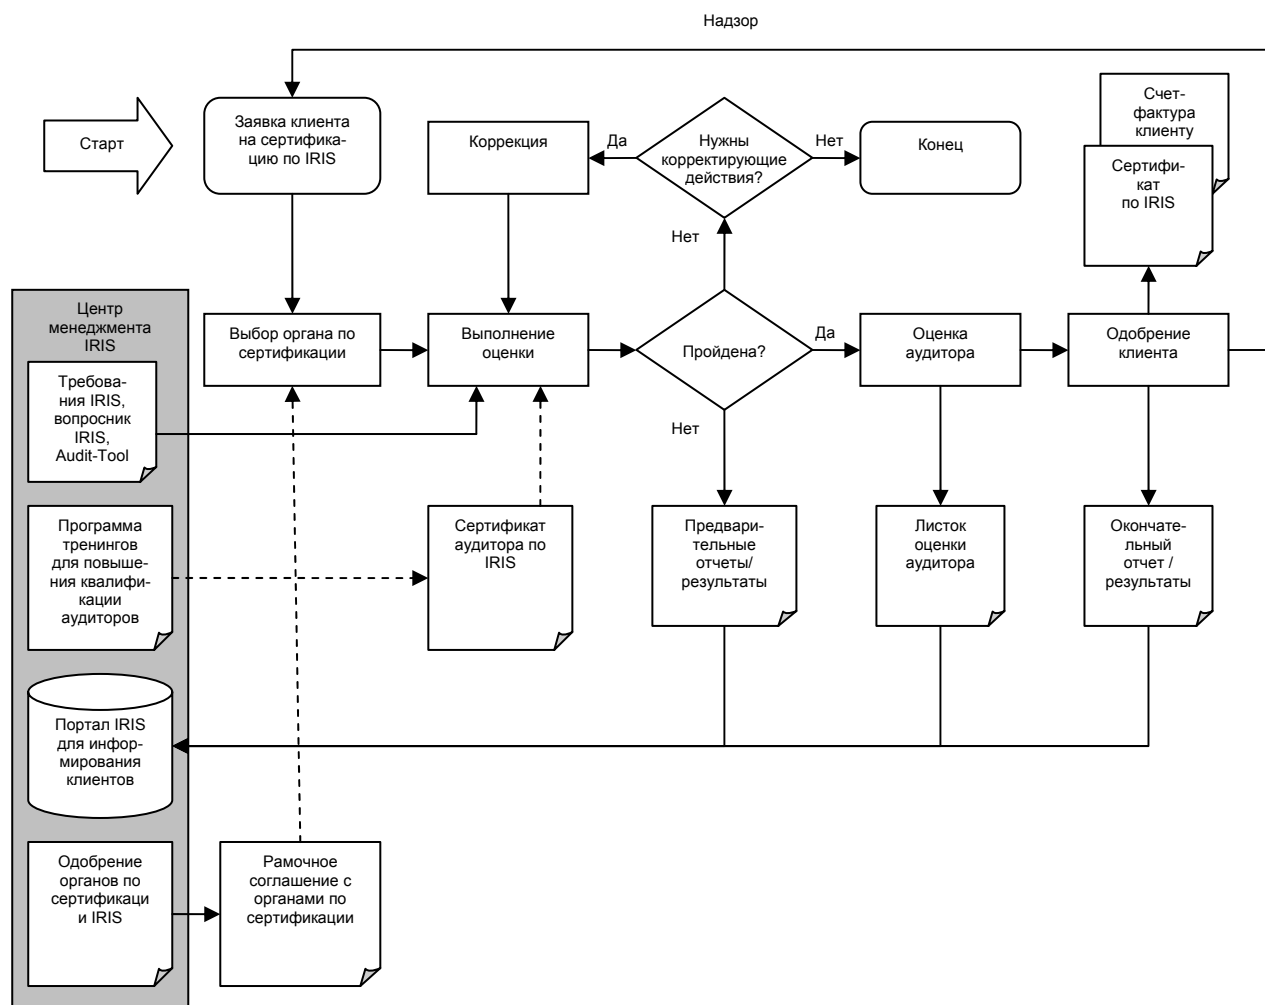 Надзор
Старт
Заявка клиента
на сертифика-
цию по IRIS
Коррекция
Да
Нужны
корректирующие
действия?
Нет
Конец
Счет-
фактура
клиенту
Сертифи-
кат
по IRIS
Нет
Центр
менеджмента
IRIS
Выбор органа по
сертификации
Выполнение
оценки
Пройдена?
Да
Оценка
аудитора
Одобрение
клиента
Требова-
ния IRIS,
вопросник
IRIS,
Audit-Tool
Нет
Программа
тренингов
для повыше-
ния квалифи-
кации
аудиторов
Сертификат
аудитора по
IRIS
Предвари-
тельные
отчеты/
результаты
Листок
оценки
аудитора
Окончате-
льный
отчет /
результаты
Портал IRIS
для инфор-
мирования
клиентов
Одобрение
органов по
сертификаци
и IRIS
Рамочное
соглашение с
органами по
сертификации